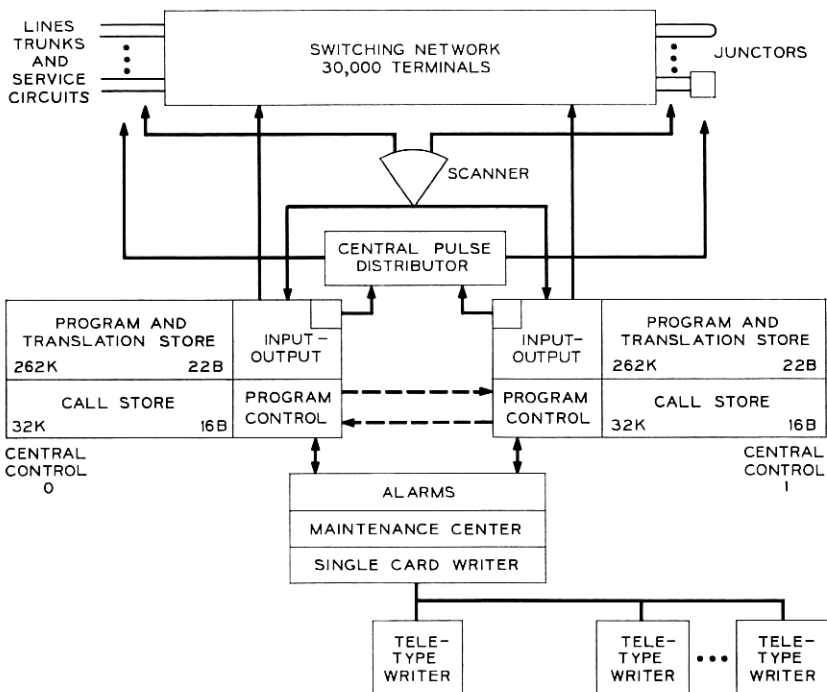 LINES
TRUNKS
AND
SERVICE
CIRCUITS
SWITCHING NETWORK
30,000 TERMINALS
JUNCTORS
SCANNER
CENTRAL PULSE
DISTRIBUTOR
PROGRAM AND
TRANSLATION STORE
262K 22B
INPUT-
OUTPUT
CALL STORE
32K 16B
PROGRAM
CONTROL
CENTRAL
CONTROL
0
INPUT-
OUTPUT
PROGRAM AND
TRANSLATION STORE
262K 22B
PROGRAM
CONTROL
CALL STORE
32K 16B
CENTRAL
CONTROL
1
ALARMS
MAINTENANCE CENTER
SINGLE CARD WRITER
TELE-
TYPE
WRITER
TELE-
TYPE
WRITER
TELE-
TYPE
WRITER